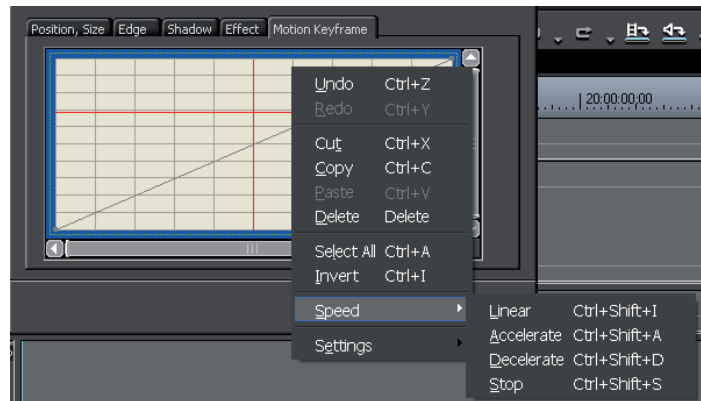 Position, Size Edge Shadow Effect Motion Keyframe
20:00:00;00
Undo Ctrl+Z
Redo Ctrl+Y
Cut Ctrl+X
Copy Ctrl+C
Paste Ctrl+V
Delete Delete
Select All Ctrl+A
Invert Ctrl+I
Speed
Settings
Linear Ctrl+Shift+I
Accelerate Ctrl+Shift+A
Decelerate Ctrl+Shift+D
Stop Ctrl+Shift+S